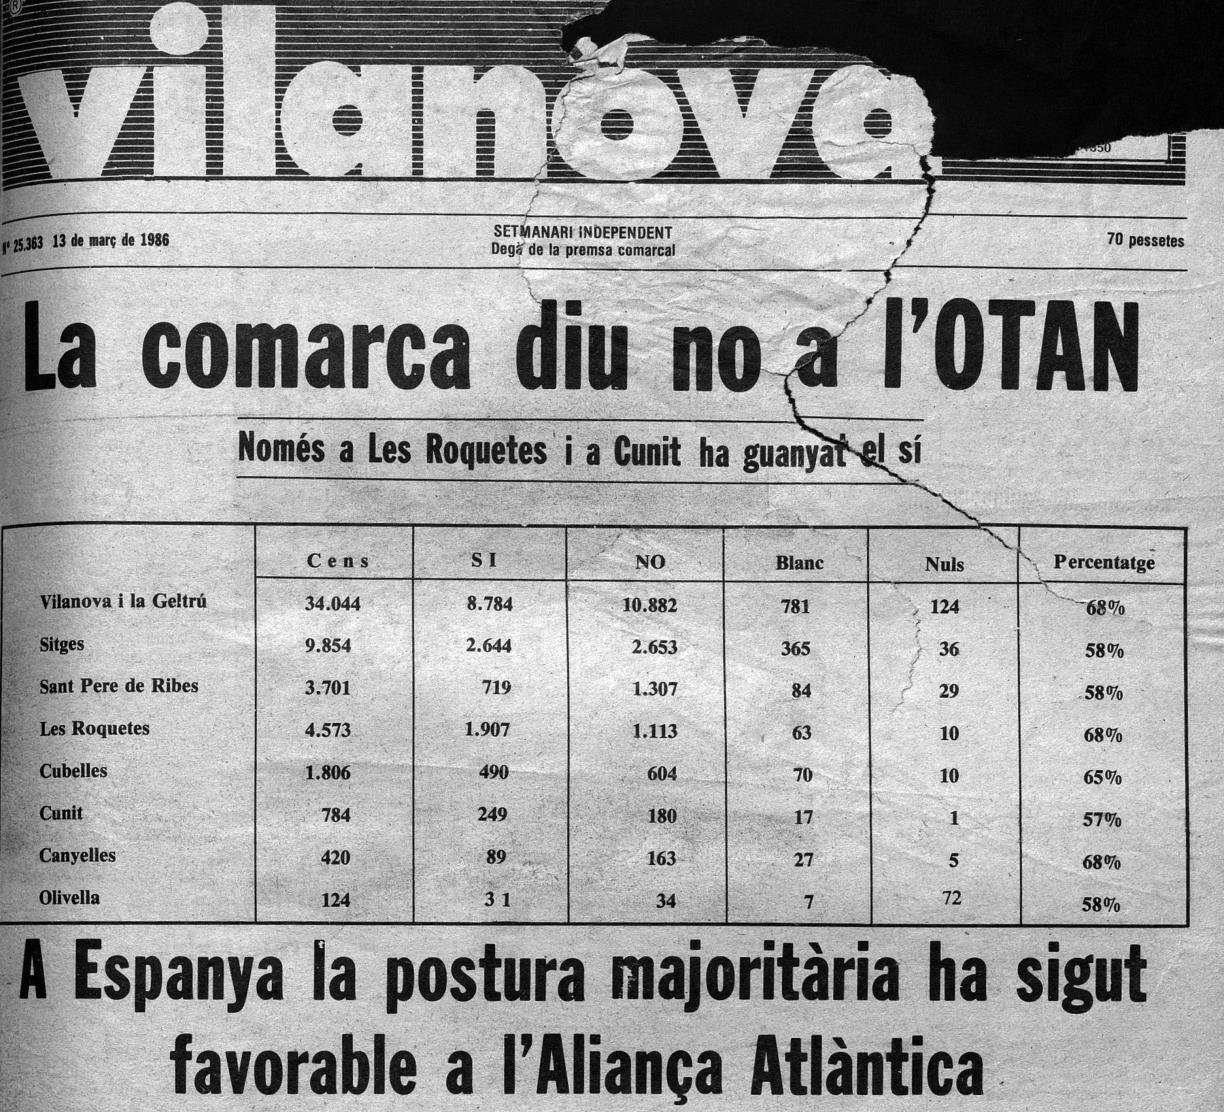 vilanova
1950
Nº 25.363 13 de març de 1986
SETMANARI INDEPENDENT
Degà de la premsa comarcal
70 pessetes
La comarca diu no a l'OTAN
Només a Les Roquetes i a Cunit ha guanyat el sí
Cens SI NO Blanc Nuls Percentatge
Vilanova i la Geltrú 34.044 8.784 10.882 781 124 68%
Sitges 9.854 2.644 2.653 365 36 58%
Sant Pere de Ribes 3.701 719 1.307 84 29 58%
Les Roquetes 4.573 1.907 1.113 63 10 68%
Cubelles 1.806 490 604 70 10 65%
Cunit 784 249 180 17 1 57%
Canyelles 420 89 163 27 5 68%
Olivella 124 3 1 34 7 72 58%
A Espanya la postura majoritària ha sigut
favorable a l'Aliança Atlàntica